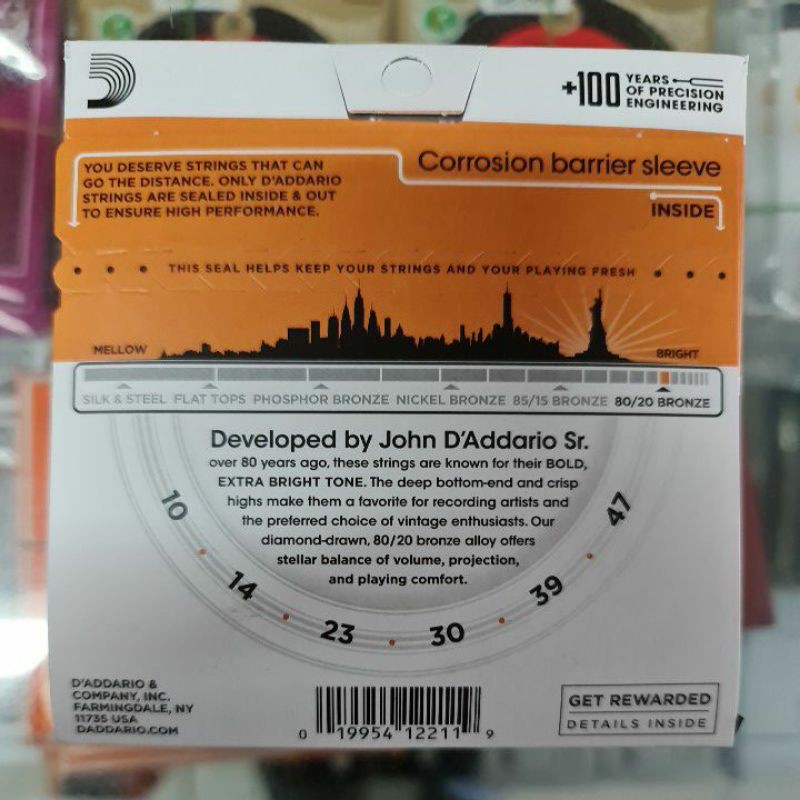 +100 YEARS
OF PRECISION
ENGINEERING
YOU DESERVE STRINGS THAT CAN
GO THE DISTANCE. ONLY D'ADDARIO
STRINGS ARE SEALED INSIDE & OUT
TO ENSURE HIGH PERFORMANCE.
Corrosion barrier sleeve
INSIDE
THIS SEAL HELPS KEEP YOUR STRINGS AND YOUR PLAYING FRESH
MELLOW
BRIGHT
SILK & STEEL FLAT TOPS PHOSPHOR BRONZE NICKEL BRONZE 85/15 BRONZE 80/20 BRONZE
Developed by John D'Addario Sr.
over 80 years ago, these strings are known for their BOLD,
EXTRA BRIGHT TONE. The deep bottom-end and crisp
highs make them a favorite for recording artists and
the preferred choice of vintage enthusiasts. Our
diamond-drawn, 80/20 bronze alloy offers
stellar balance of volume, projection,
and playing comfort.
10 14 23 30 39 47
D'ADDARIO &
COMPANY, INC.
FARMINGDALE, NY
11735 USA
DADDARIO.COM
0 19954 12211 9
GET REWARDED
DETAILS INSIDE